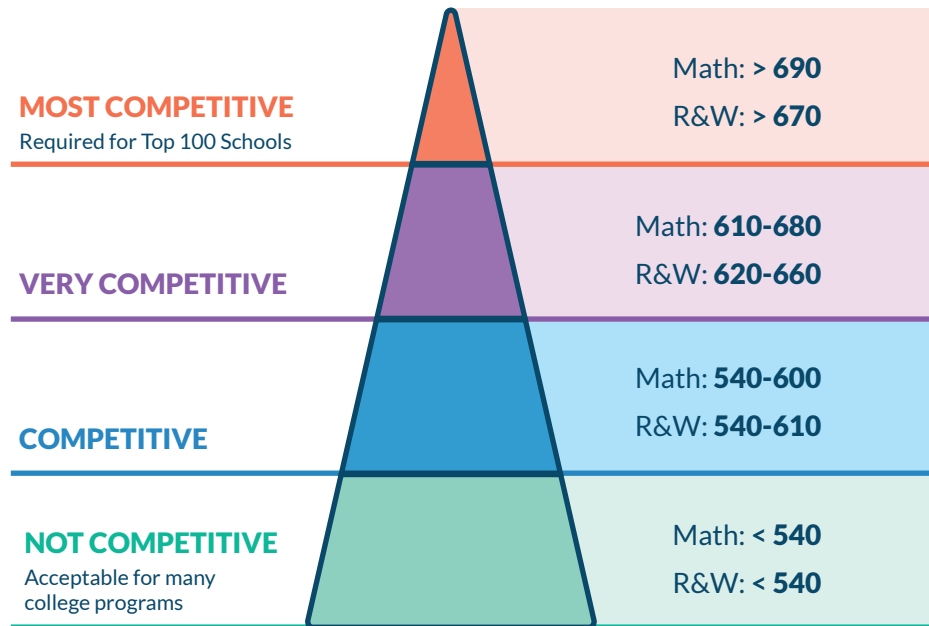 MOST COMPETITIVE
Required for Top 100 Schools
Math: > 690
R&W: > 670
VERY COMPETITIVE
Math: 610-680
R&W: 620-660
COMPETITIVE
Math: 540-600
R&W: 540-610
NOT COMPETITIVE
Acceptable for many
college programs
Math: < 540
R&W: < 540